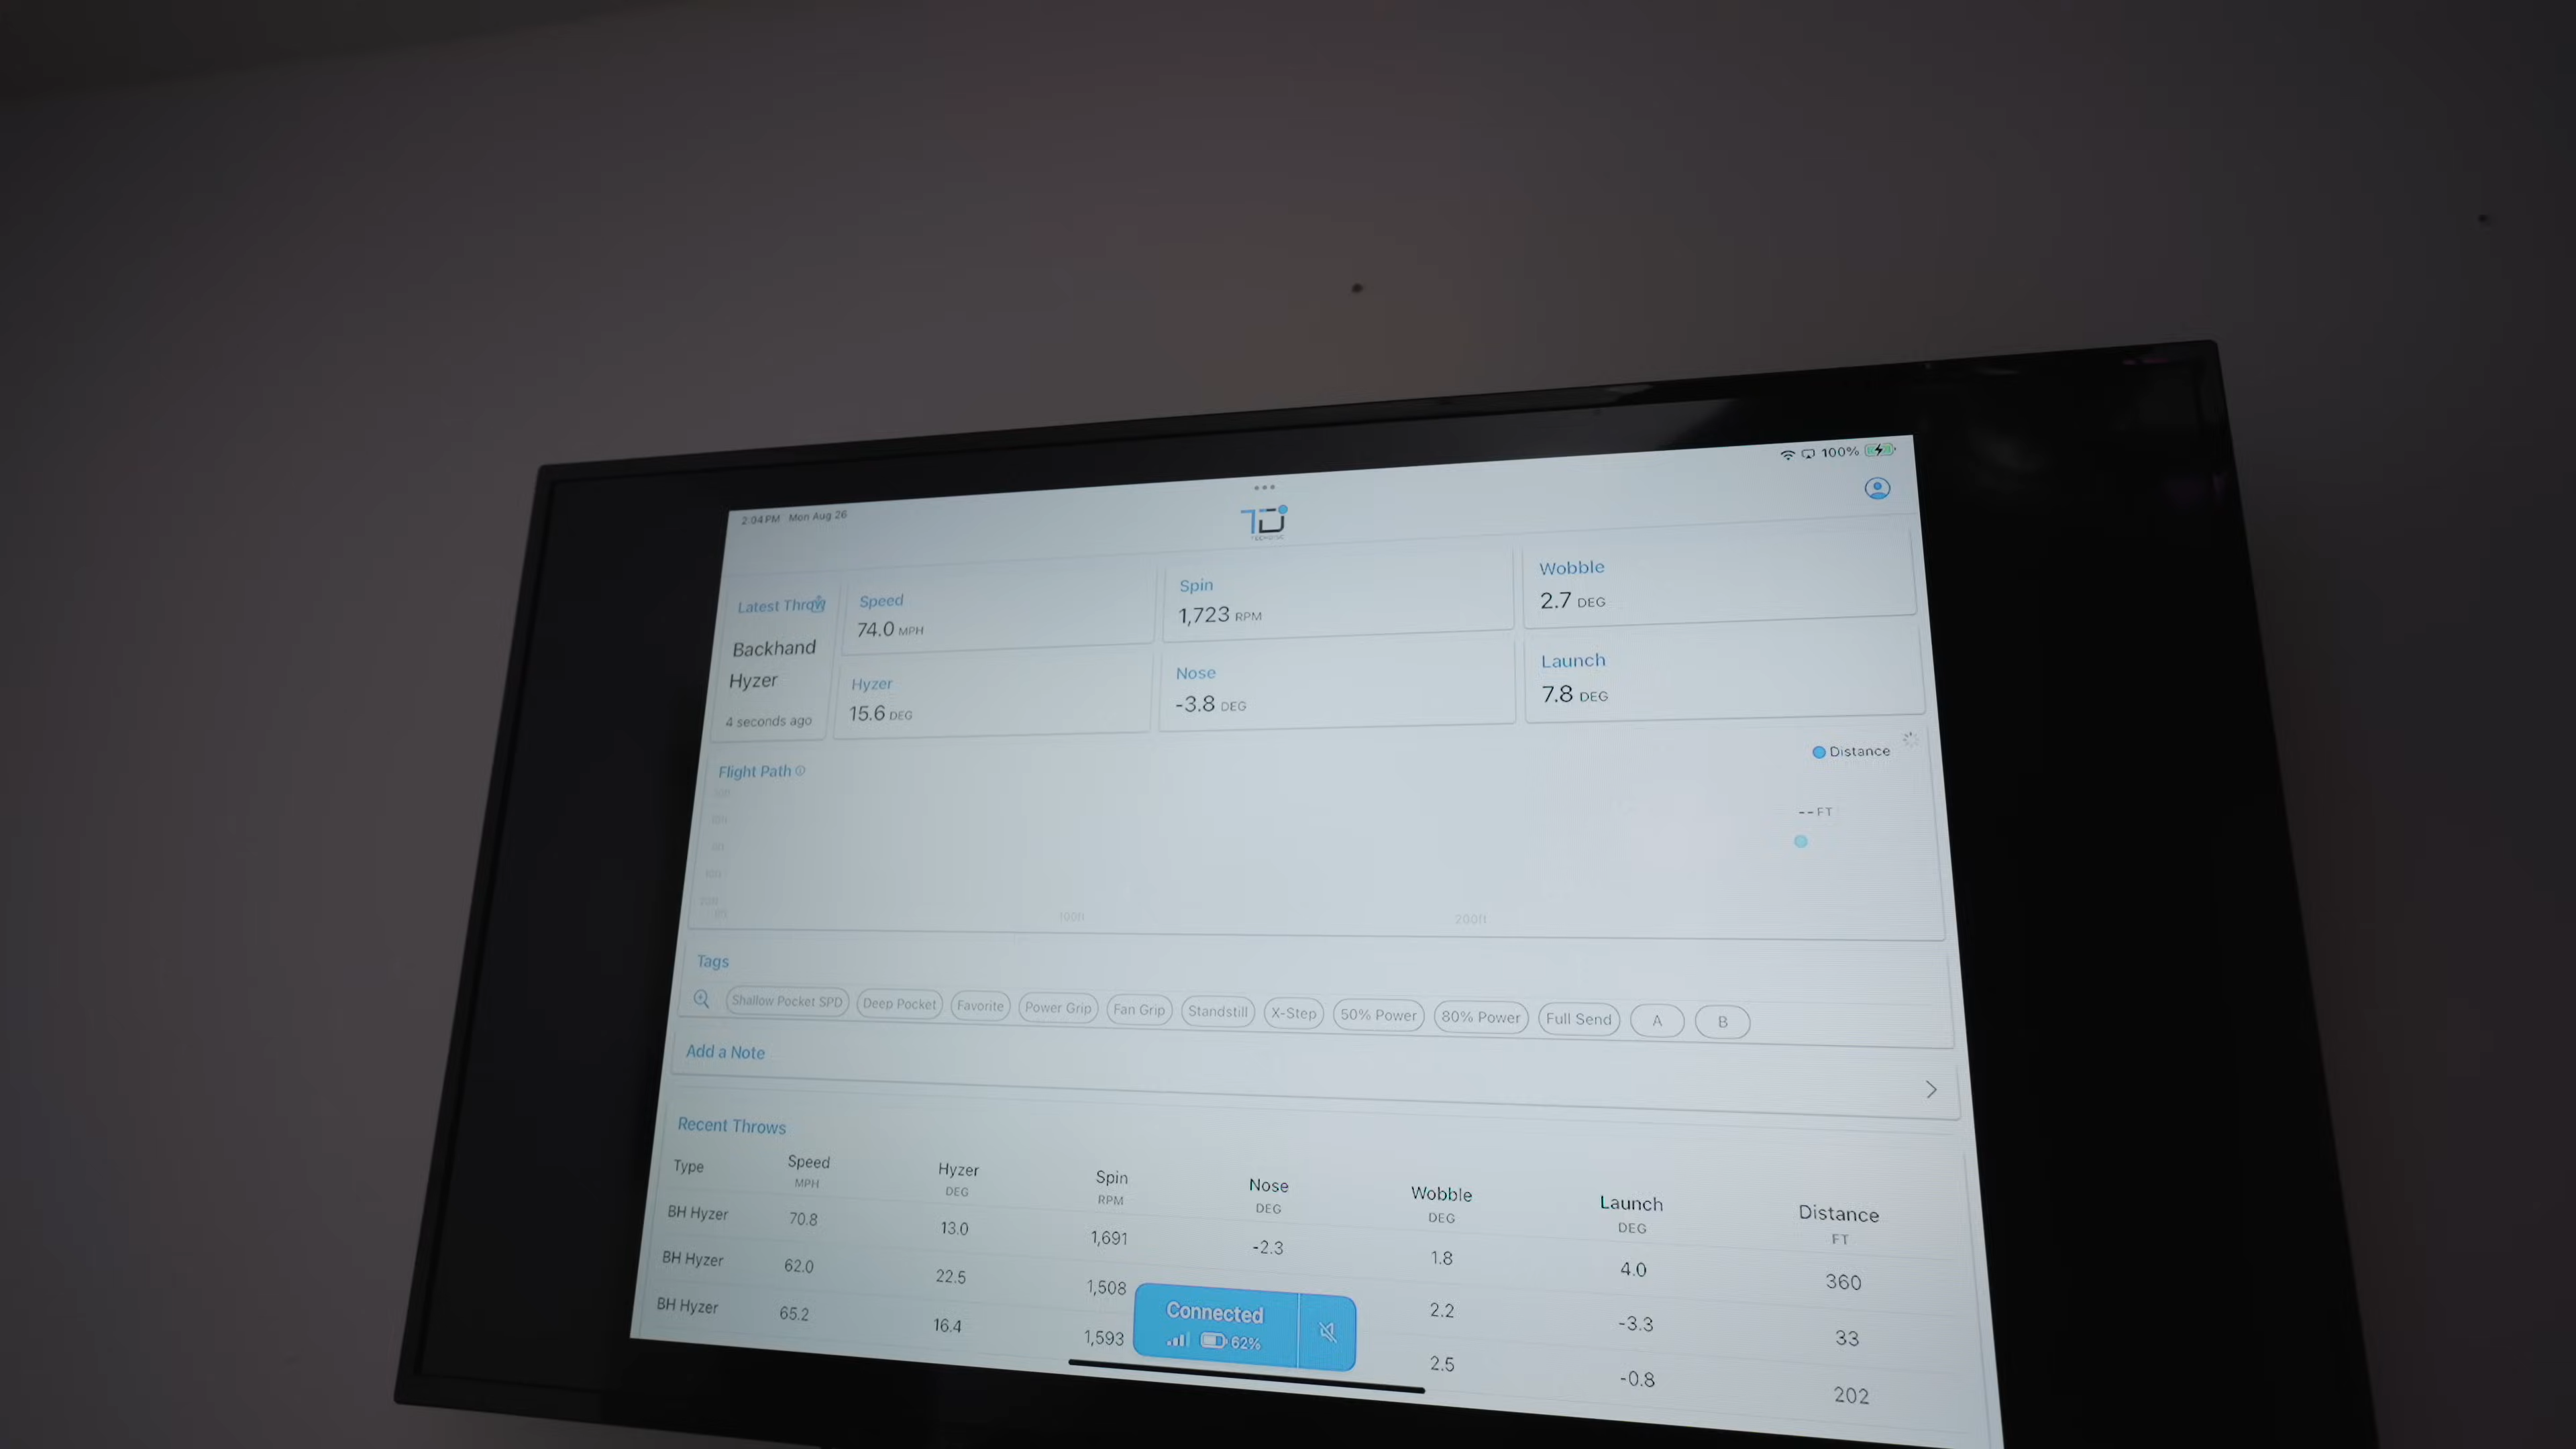 2:04 PM Mon Aug 26
100%
TECHDISC
Latest Throw
Backhand
Hyzer
4 seconds ago
Speed
74.0 MPH
Spin
1,723 RPM
Wobble
2.7 DEG
Hyzer
15.6 DEG
Nose
-3.8 DEG
Launch
7.8 DEG
Flight Path
Distance
-- FT
100ft
200ft
Tags
Shallow Pocket SPD Deep Pocket Favorite Power Grip Fan Grip Standstill X-Step 50% Power 80% Power Full Send A B
Add a Note
Recent Throws
Type Speed Hyzer Spin Nose Wobble Launch Distance
MPH DEG RPM DEG DEG DEG FT
BH Hyzer 70.8 13.0 1,691 -2.3 1.8 4.0 360
BH Hyzer 62.0 22.5 1,508 2.2 -3.3 33
BH Hyzer 65.2 16.4 1,593 2.5 -0.8 202
Connected
62%